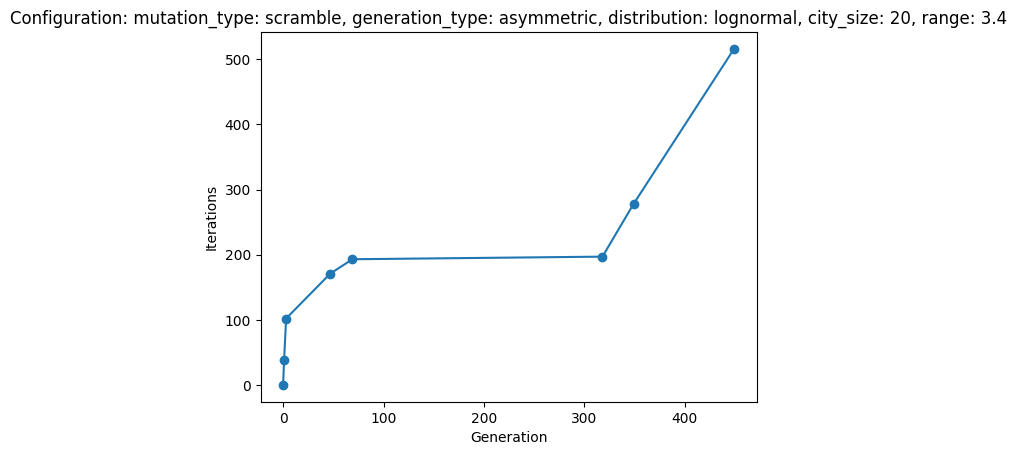 Configuration: mutation_type: scramble, generation_type: asymmetric, distribution: lognormal, city_size: 20, range: 3.4
500
400
300
200
100
0
Iterations
0 100 200 300 400
Generation